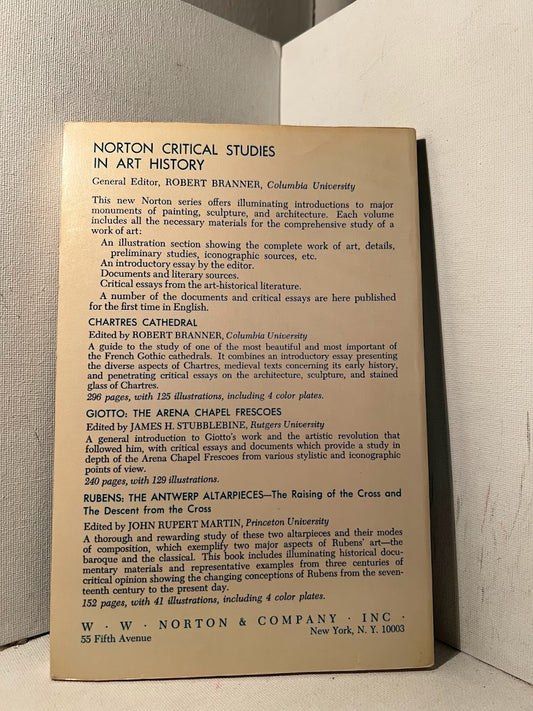 NORTON CRITICAL STUDIES
IN ART HISTORY
General Editor, ROBERT BRANNER, Columbia University
This new Norton series offers illuminating introductions to major
monuments of painting, sculpture, and architecture. Each volume
includes all the necessary materials for the comprehensive study of a
work of art:
An illustration section showing the complete work of art, details,
preliminary studies, iconographic sources, etc.
An introductory essay by the editor.
Documents and literary sources.
Critical essays from the art-historical literature.
A number of the documents and critical essays are here published
for the first time in English.
CHARTRES CATHEDRAL
Edited by ROBERT BRANNER, Columbia University
A guide to the study of one of the most beautiful and most important of
the French Gothic cathedrals. It combines an introductory essay presenting
the diverse aspects of Chartres, medieval texts concerning its early history,
and penetrating critical essays on the architecture, sculpture, and stained
glass of Chartres.
296 pages, with 125 illustrations, including 4 color plates.
GIOTTO: THE ARENA CHAPEL FRESCOES
Edited by JAMES H. STUBBLEBINE, Rutgers University
A general introduction to Giotto's work and the artistic revolution that
followed him, with critical essays and documents which provide a study in
depth of the Arena Chapel Frescoes from various stylistic and iconographic
points of view.
240 pages, with 129 illustrations.
RUBENS: THE ANTWERP ALTARPIECES—The Raising of the Cross and
The Descent from the Cross
Edited by JOHN RUPERT MARTIN, Princeton University
A thorough and rewarding study of these two altarpieces and their modes
of composition, which exemplify two major aspects of Rubens' art—the
baroque and the classical. This book includes illuminating historical docu-
mentary materials and representative examples from three centuries of
critical opinion showing the changing conceptions of Rubens from the seven-
teenth century to the present day.
152 pages, with 41 illustrations, including 4 color plates.
W · W · NORTON & COMPANY · INC ·
55 Fifth Avenue New York, N. Y. 10003